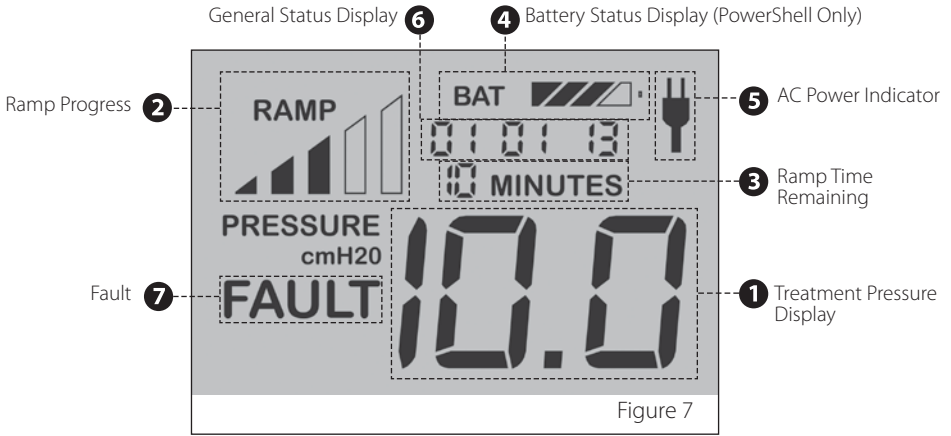 General Status Display 6
4 Battery Status Display (PowerShell Only)
Ramp Progress 2
RAMP
BAT
5 AC Power Indicator
01 01 13
10 MINUTES
3 Ramp Time
Remaining
PRESSURE
cmH20
Fault 7
FAULT
10.0
1 Treatment Pressure
Display
Figure 7